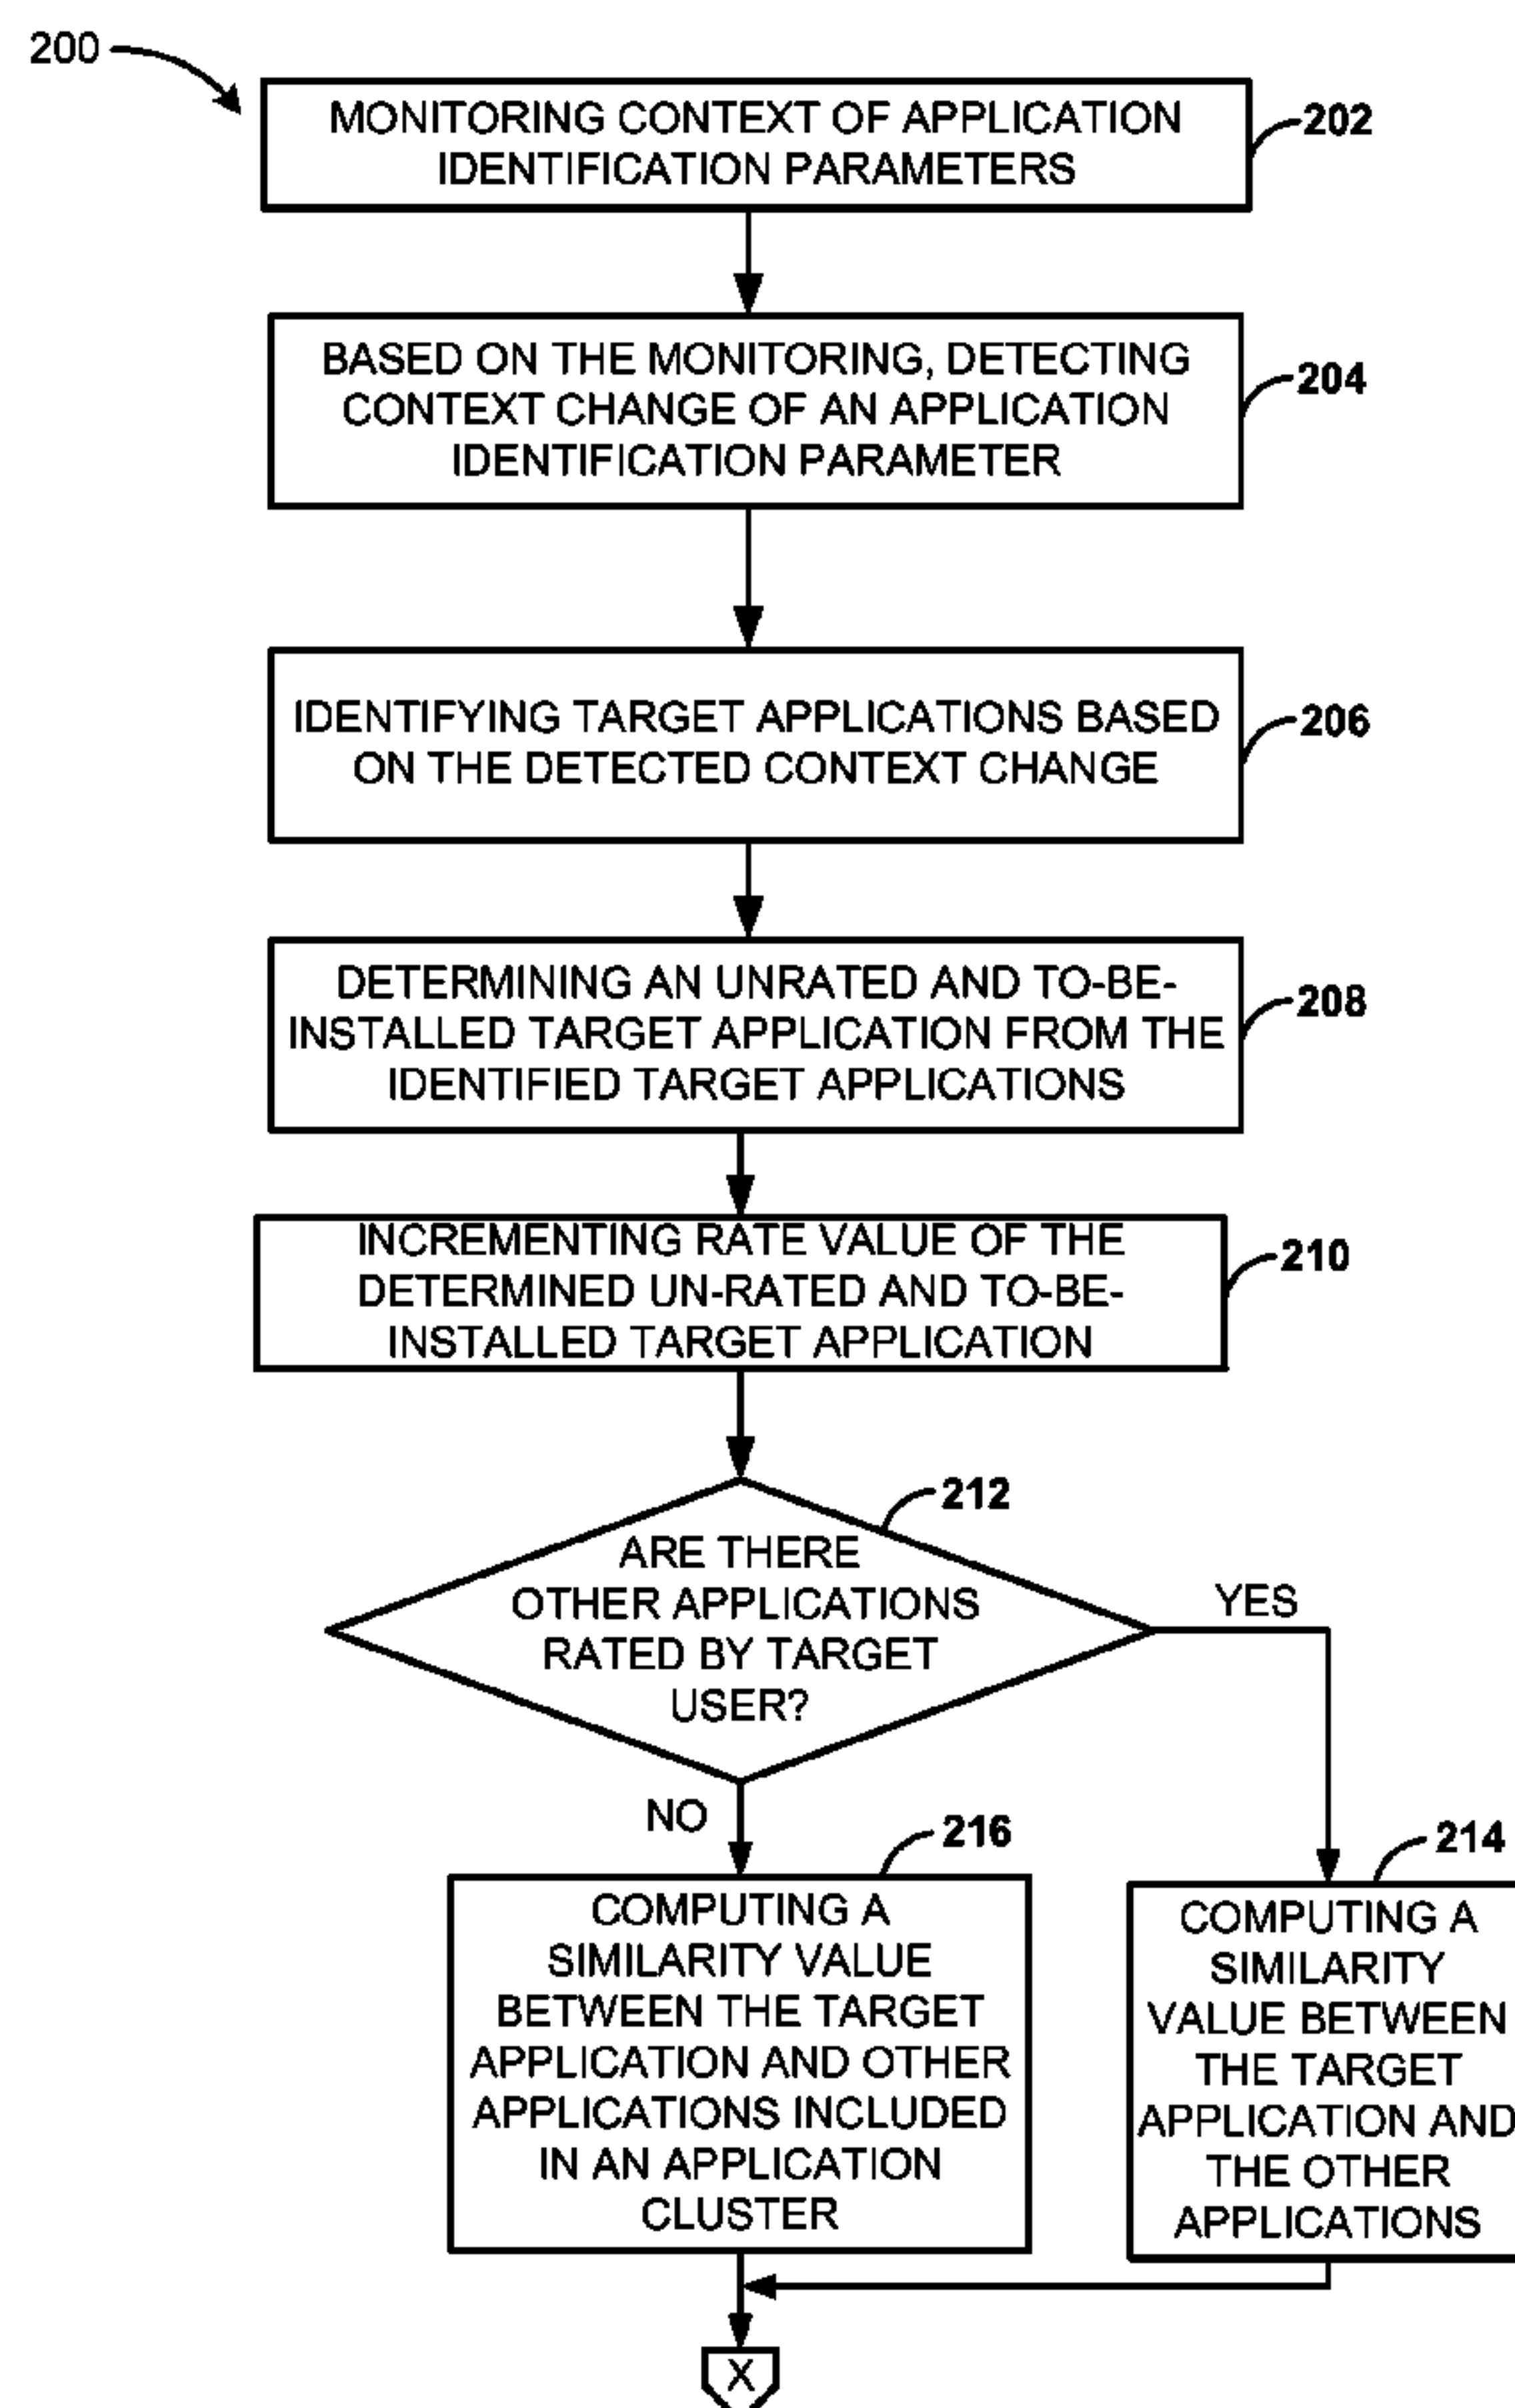 200
MONITORING CONTEXT OF APPLICATION
IDENTIFICATION PARAMETERS
202
BASED ON THE MONITORING, DETECTING
CONTEXT CHANGE OF AN APPLICATION
IDENTIFICATION PARAMETER
204
IDENTIFYING TARGET APPLICATIONS BASED
ON THE DETECTED CONTEXT CHANGE
206
DETERMINING AN UNRATED AND TO-BE-
INSTALLED TARGET APPLICATION FROM THE
IDENTIFIED TARGET APPLICATIONS
208
INCREMENTING RATE VALUE OF THE
DETERMINED UN-RATED AND TO-BE-
INSTALLED TARGET APPLICATION
210
212
ARE THERE
OTHER APPLICATIONS
RATED BY TARGET
USER?
YES
NO
216
COMPUTING A
SIMILARITY VALUE
BETWEEN THE TARGET
APPLICATION AND OTHER
APPLICATIONS INCLUDED
IN AN APPLICATION
CLUSTER
214
COMPUTING A
SIMILARITY
VALUE BETWEEN
THE TARGET
APPLICATION AND
THE OTHER
APPLICATIONS
X